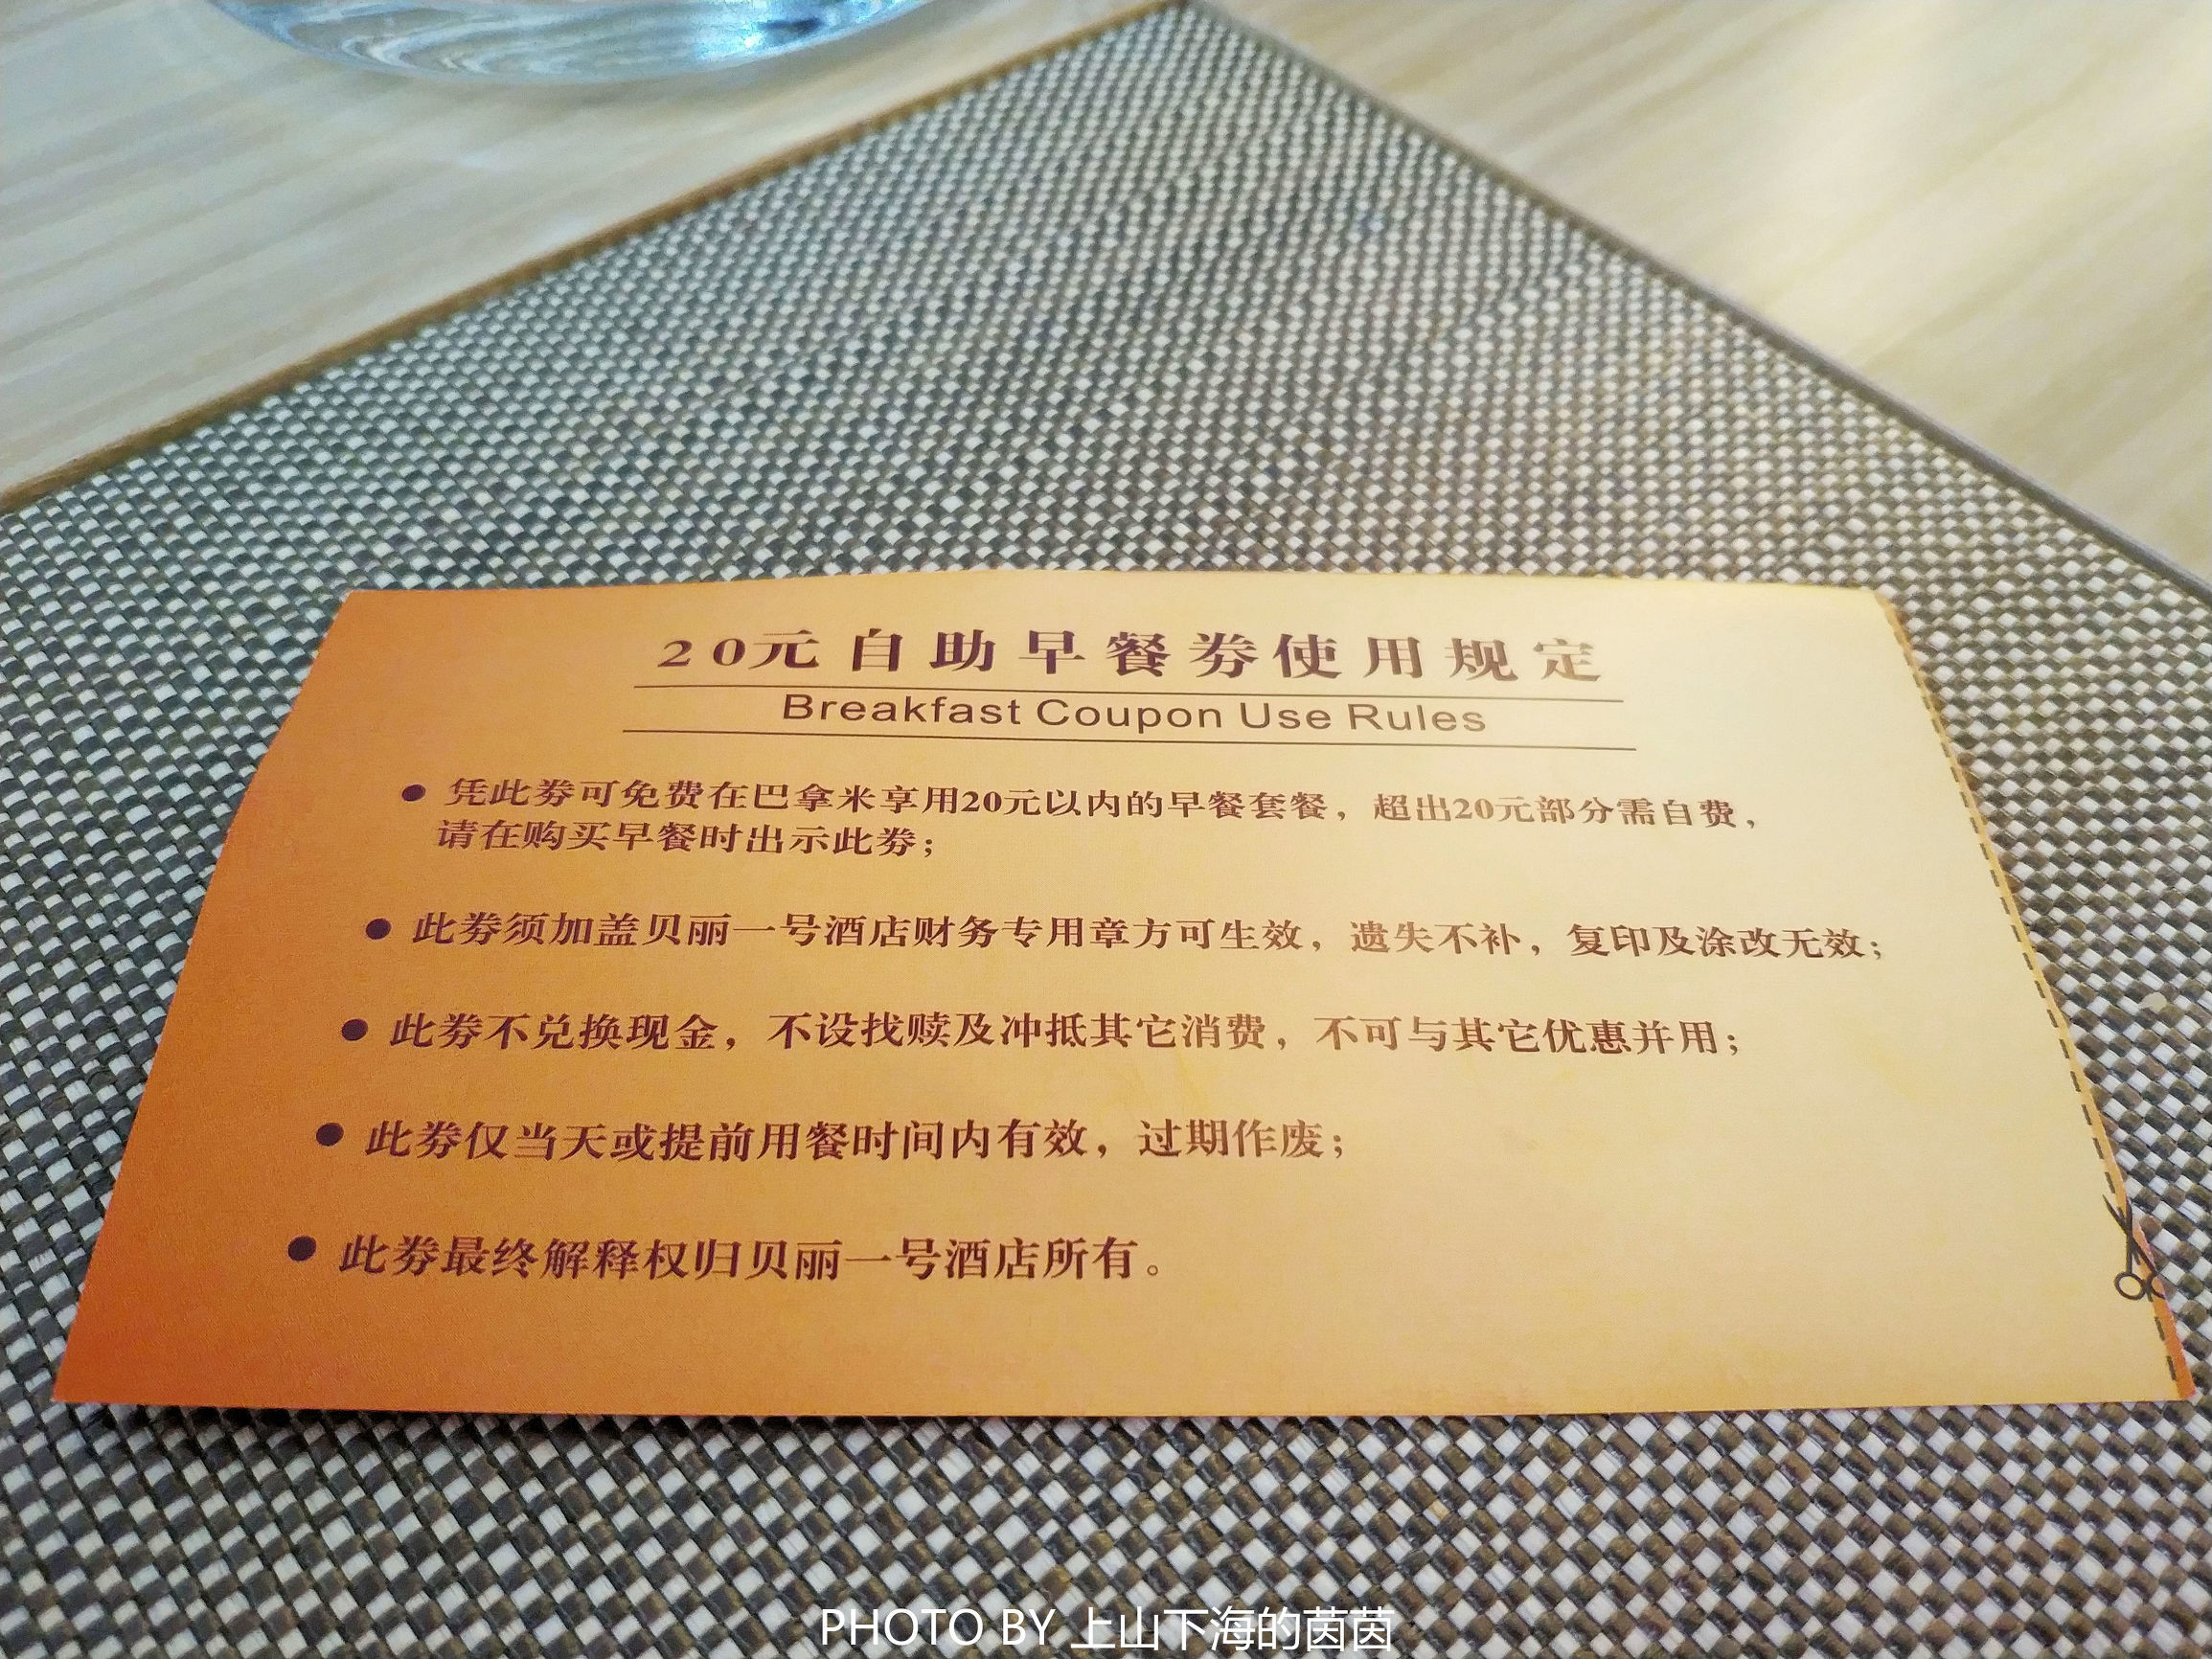 20元自助早餐券使用规定
Breakfast Coupon Use Rules
● 凭此券可免费在巴拿米享用20元以内的早餐套餐，超出20元部分需自费，
请在购买早餐时出示此券；
● 此券须加盖贝丽一号酒店财务专用章方可生效，遗失不补，复印及涂改无效；
● 此券不兑换现金，不设找赎及冲抵其它消费，不可与其它优惠并用；
● 此券仅当天或提前用餐时间内有效，过期作废；
● 此券最终解释权归贝丽一号酒店所有。
PHOTO BY 上山下海的茵茵